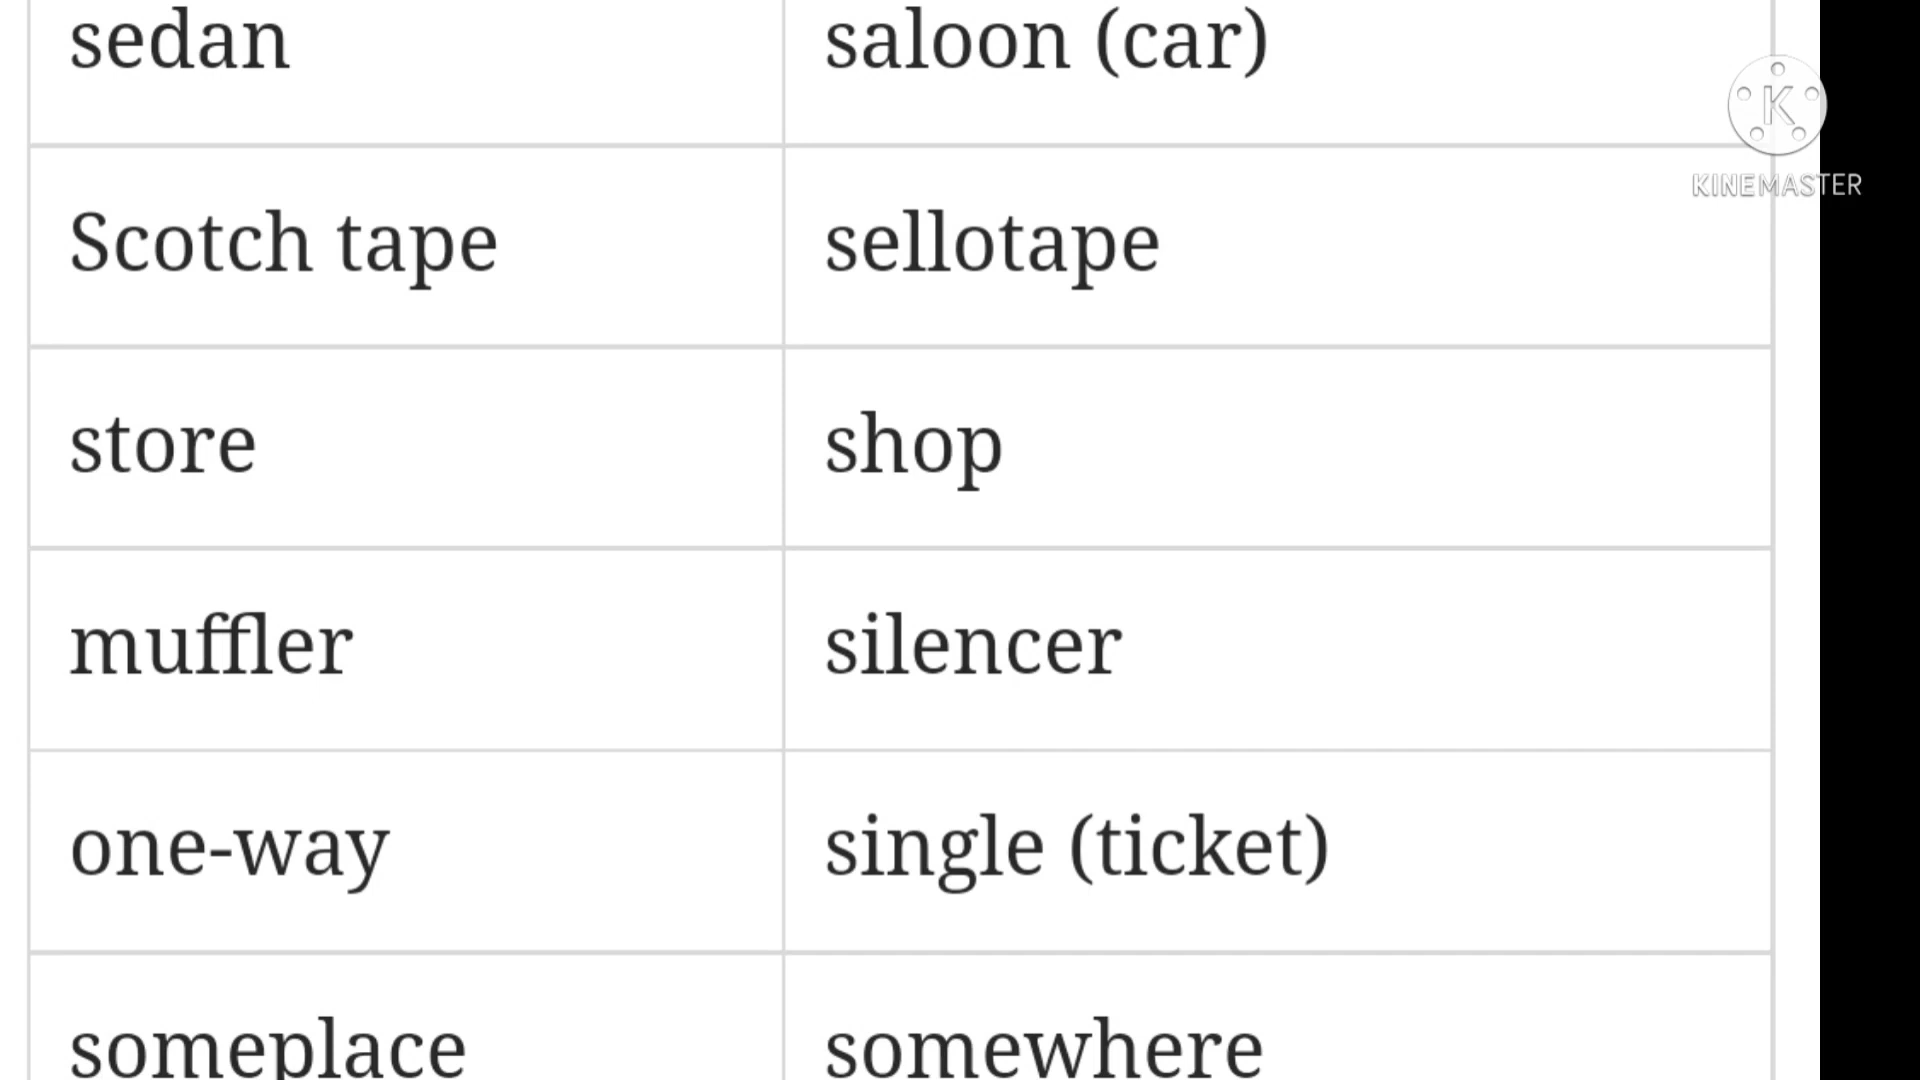 sedan saloon (car)
Scotch tape sellotape
store shop
muffler silencer
one-way single (ticket)
someplace somewhere
K
KINEMASTER